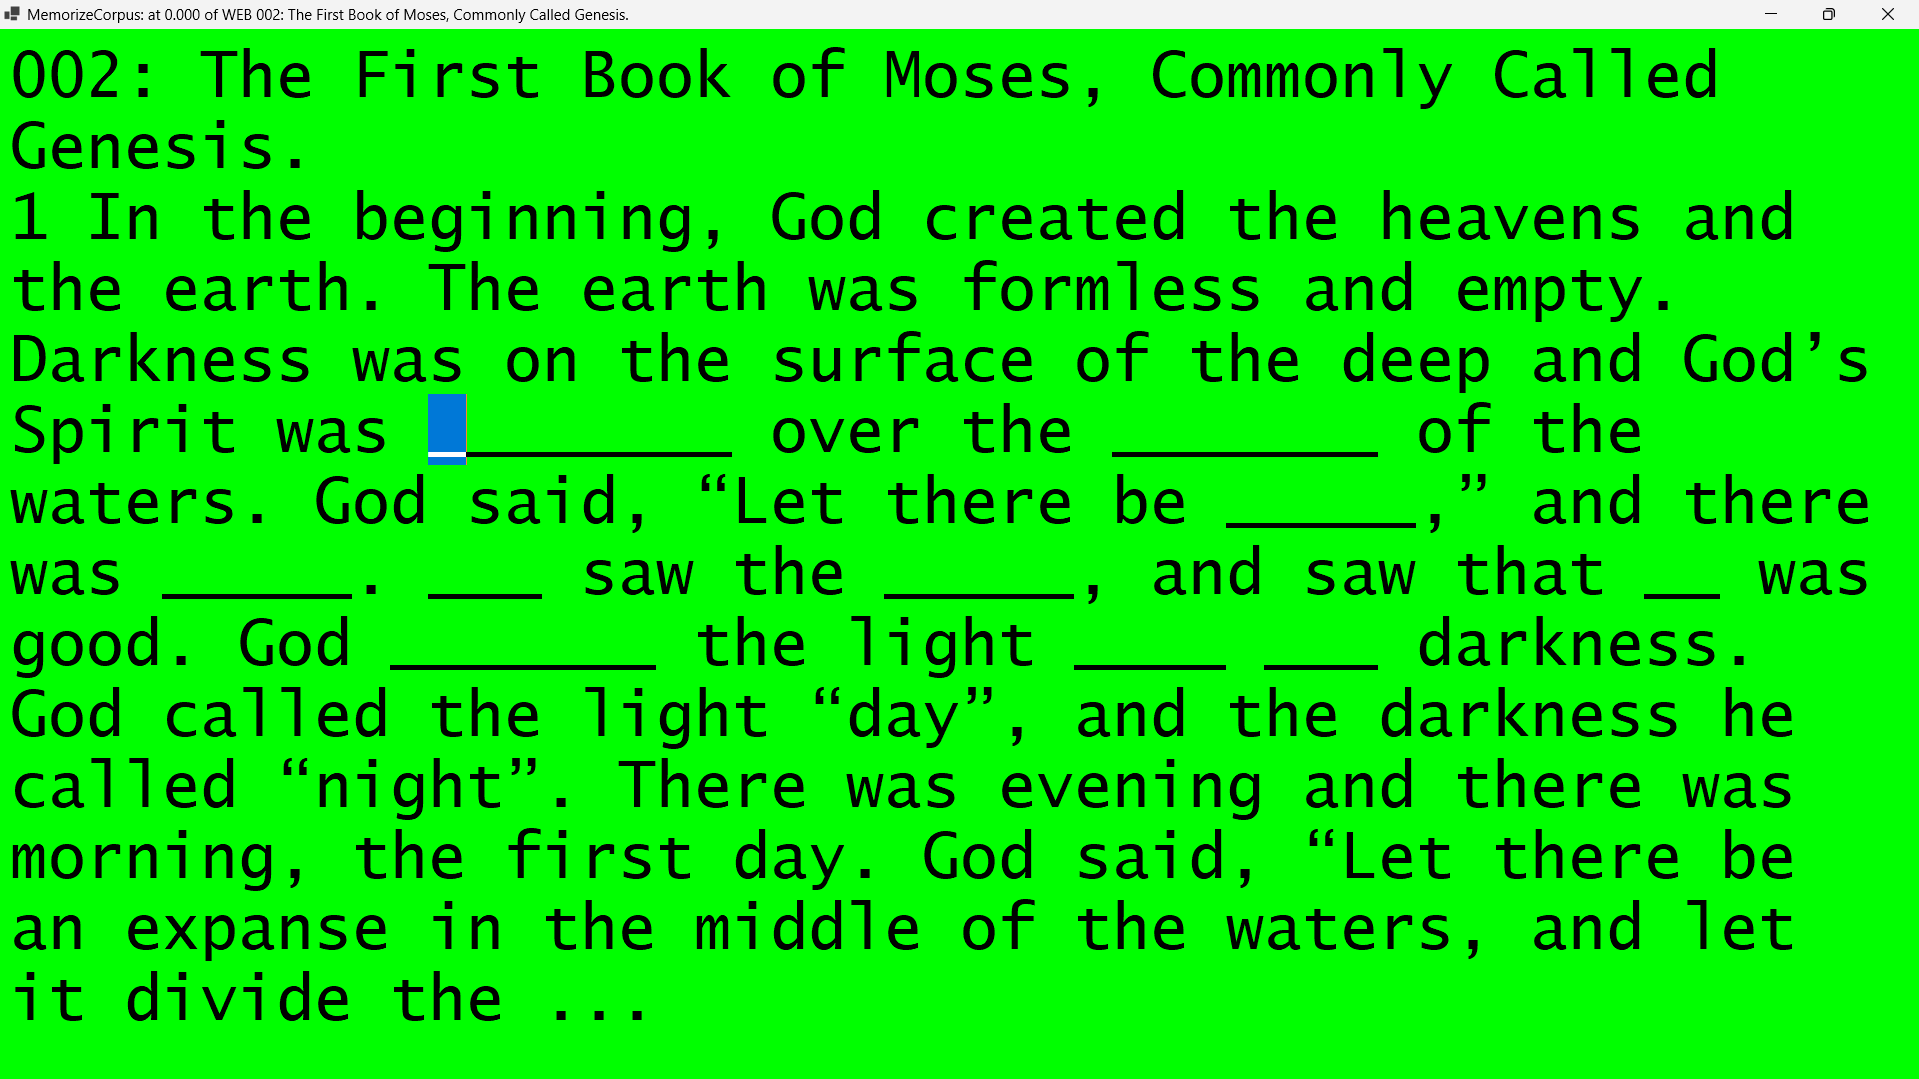 MemorizeCorpus: at 0.000 of WEB 002: The First Book of Moses, Commonly Called Genesis.
002: The First Book of Moses, Commonly Called
Genesis.
1 In the beginning, God created the heavens and
the earth. The earth was formless and empty.
Darkness was on the surface of the deep and God’s
Spirit was ________ over the _______ of the
waters. God said, “Let there be _____,” and there
was _____. ___ saw the _____, and saw that __ was
good. God _______ the light ____ ___ darkness.
God called the light “day”, and the darkness he
called “night”. There was evening and there was
morning, the first day. God said, “Let there be
an expanse in the middle of the waters, and let
it divide the ...